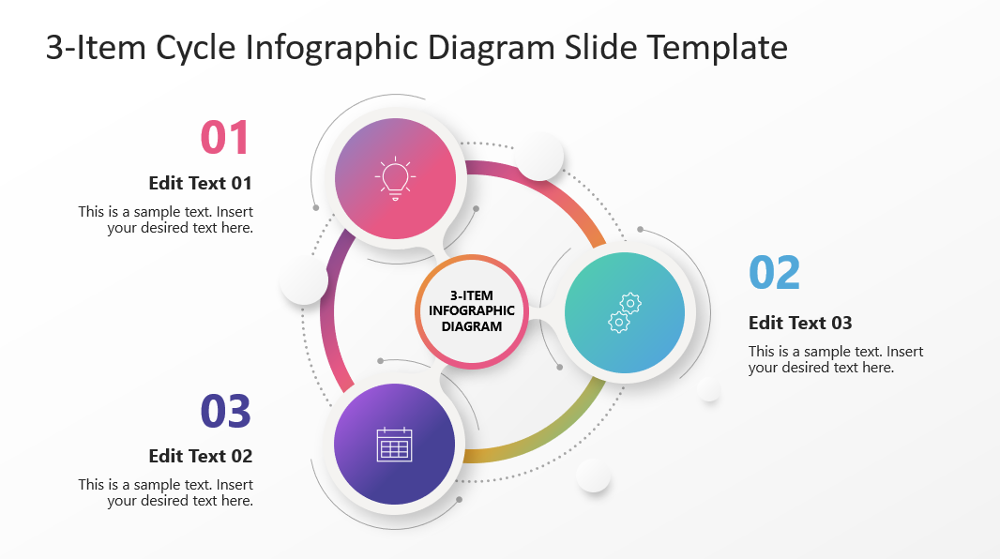 3-Item Cycle Infographic Diagram Slide Template
01
Edit Text 01
This is a sample text. Insert
your desired text here.
02
Edit Text 03
This is a sample text. Insert
your desired text here.
3-ITEM
INFOGRAPHIC
DIAGRAM
03
Edit Text 02
This is a sample text. Insert
your desired text here.